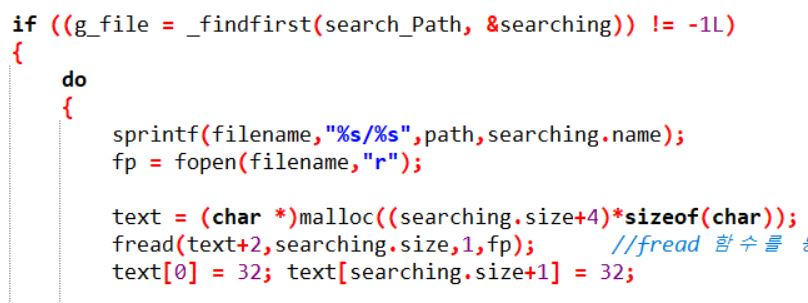 if ((g_file = _findfirst(search_Path, &searching)) != -1L)
{
do
{
sprintf(filename,"%s/%s",path,searching.name);
fp = fopen(filename,"r");
text = (char *)malloc((searching.size+4)*sizeof(char));
fread(text+2,searching.size,1,fp); //fread 함수를
text[0] = 32; text[searching.size+1] = 32;